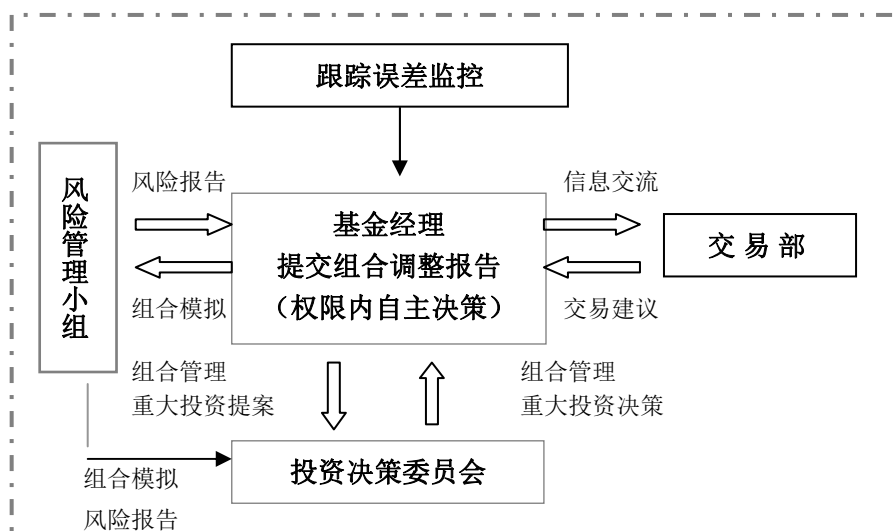 跟踪误差监控
风险管理小组
风险报告
组合模拟
基金经理
提交组合调整报告
（权限内自主决策）
信息交流
交易建议
交 易 部
组合管理
重大投资提案
组合管理
重大投资决策
投资决策委员会
组合模拟
风险报告